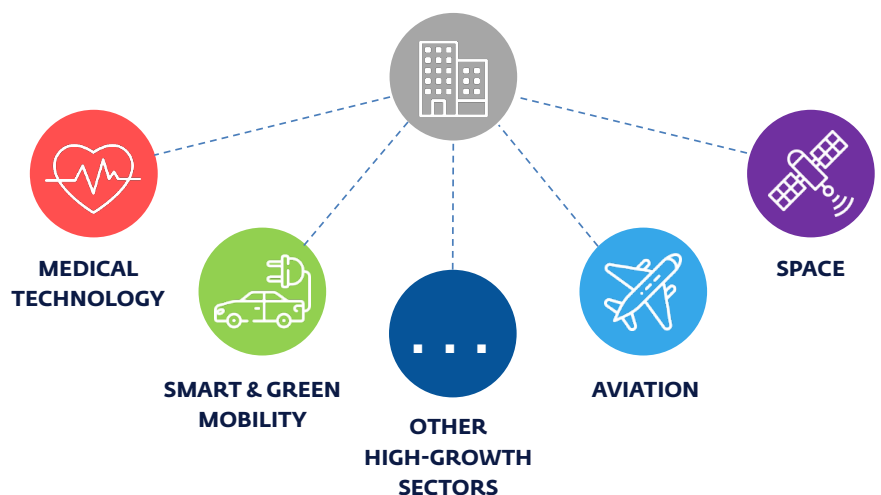 MEDICAL
TECHNOLOGY
SMART & GREEN
MOBILITY
. . .
OTHER
HIGH-GROWTH
SECTORS
AVIATION
SPACE